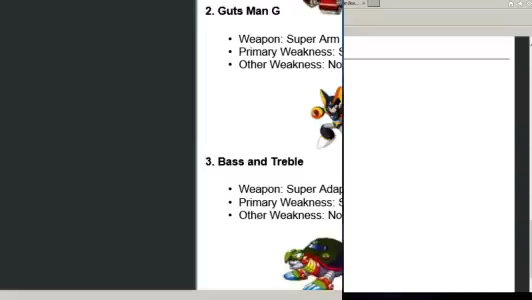 2. Guts Man G
• Weapon: Super Arm
• Primary Weakness: S
• Other Weakness: No
3. Bass and Treble
• Weapon: Super Adap
• Primary Weakness: S
• Other Weakness: No